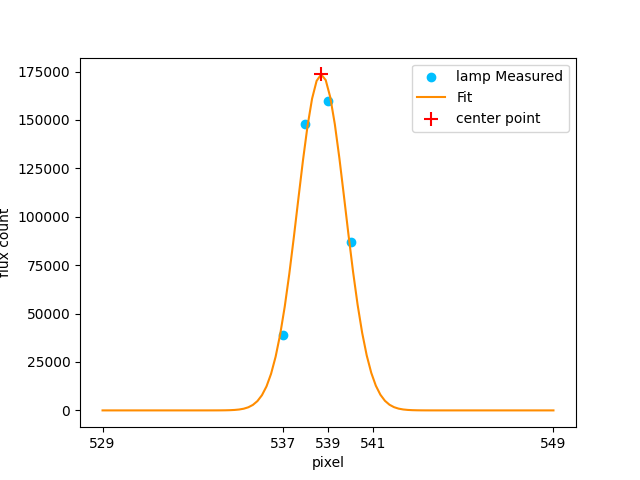 175000
150000
125000
100000
75000
50000
25000
0
flux count
529
537
539
541
549
pixel
lamp Measured
Fit
center point